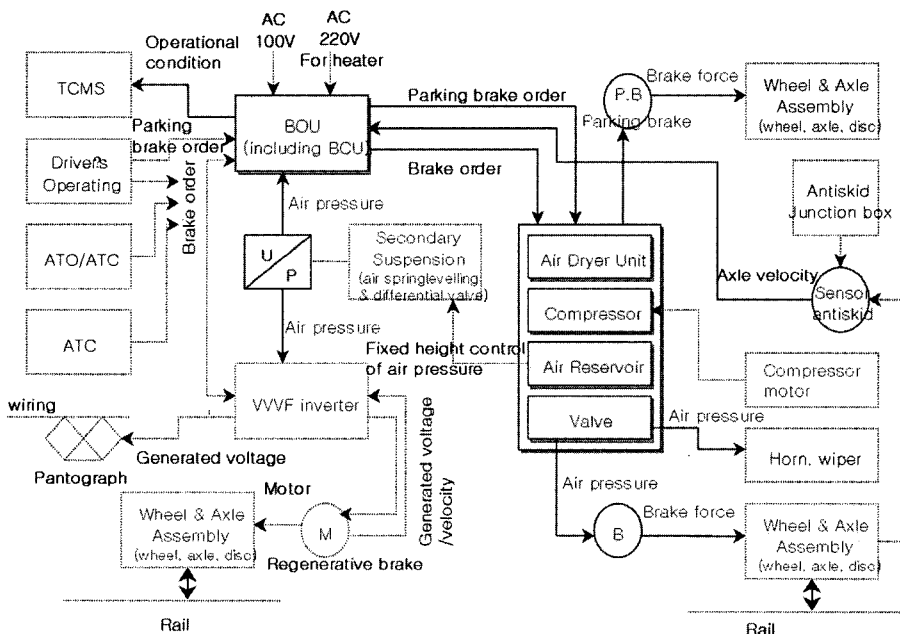 AC
100V
AC
220V
For heater
Operational
condition
TCMS
Parking
brake order
BOU
(including BCU)
Parking brake order
Brake order
P.B
Parking brake
Brake force
Wheel & Axle
Assembly
(wheel, axle, disc)
Driver's
Operating
Brake order
ATO/ATC
ATC
Air pressure
U
P
Secondary
Suspension
(air springlevelling
& differential valve)
Air pressure
Fixed height control
of air pressure
Air Dryer Unit
Compressor
Air Reservoir
Valve
Antiskid
Junction box
Axle velocity
Sensor
antiskid
Compressor
motor
Air pressure
Horn. wiper
wiring
Pantograph
Generated voltage
VVVF inverter
Generated voltage
/velocity
Motor
Wheel & Axle
Assembly
(wheel, axle, disc)
M
Regenerative brake
Rail
Air pressure
B
Brake force
Wheel & Axle
Assembly
(wheel, axle, disc)
Rail